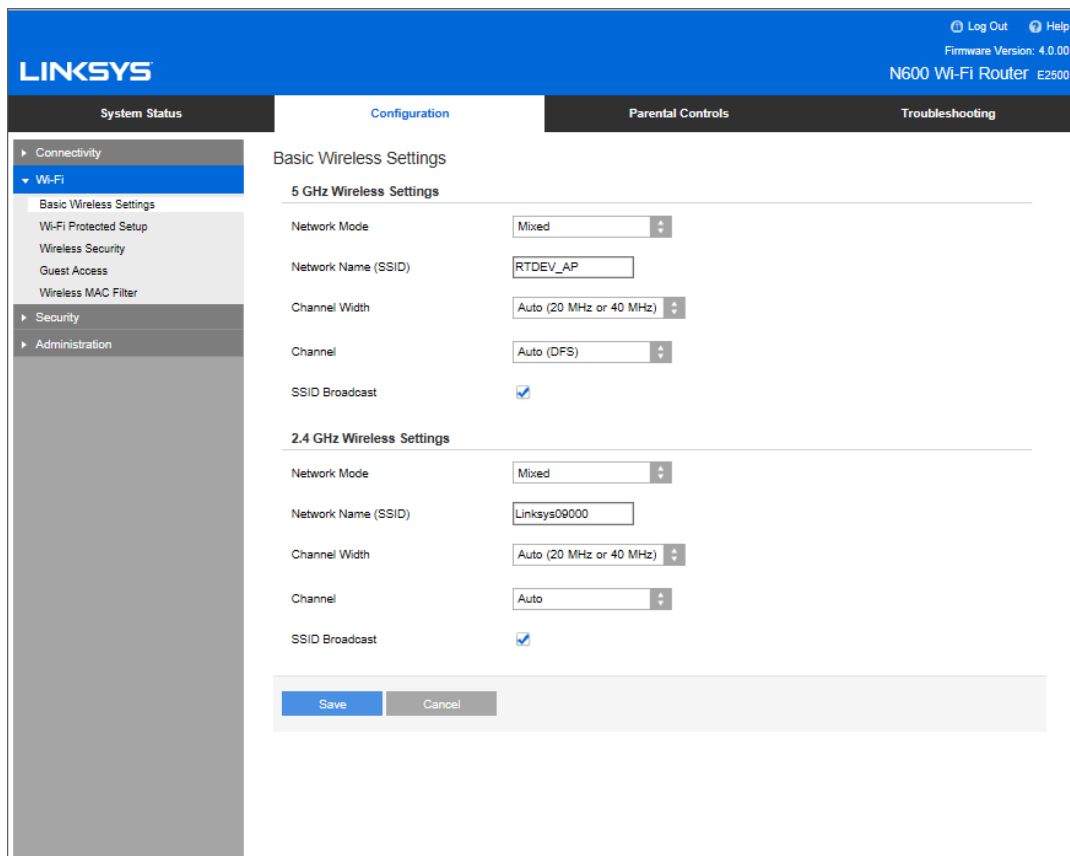 Log Out Help
Firmware Version: 4.0.00
LINKSYS
N600 Wi-Fi Router E2500
System Status Configuration Parental Controls Troubleshooting
Connectivity
Wi-Fi
Basic Wireless Settings
Wi-Fi Protected Setup
Wireless Security
Guest Access
Wireless MAC Filter
Security
Administration
Basic Wireless Settings
5 GHz Wireless Settings
Network Mode Mixed
Network Name (SSID) RTDEV_AP
Channel Width Auto (20 MHz or 40 MHz)
Channel Auto (DFS)
SSID Broadcast
2.4 GHz Wireless Settings
Network Mode Mixed
Network Name (SSID) Linksys09000
Channel Width Auto (20 MHz or 40 MHz)
Channel Auto
SSID Broadcast
Save Cancel